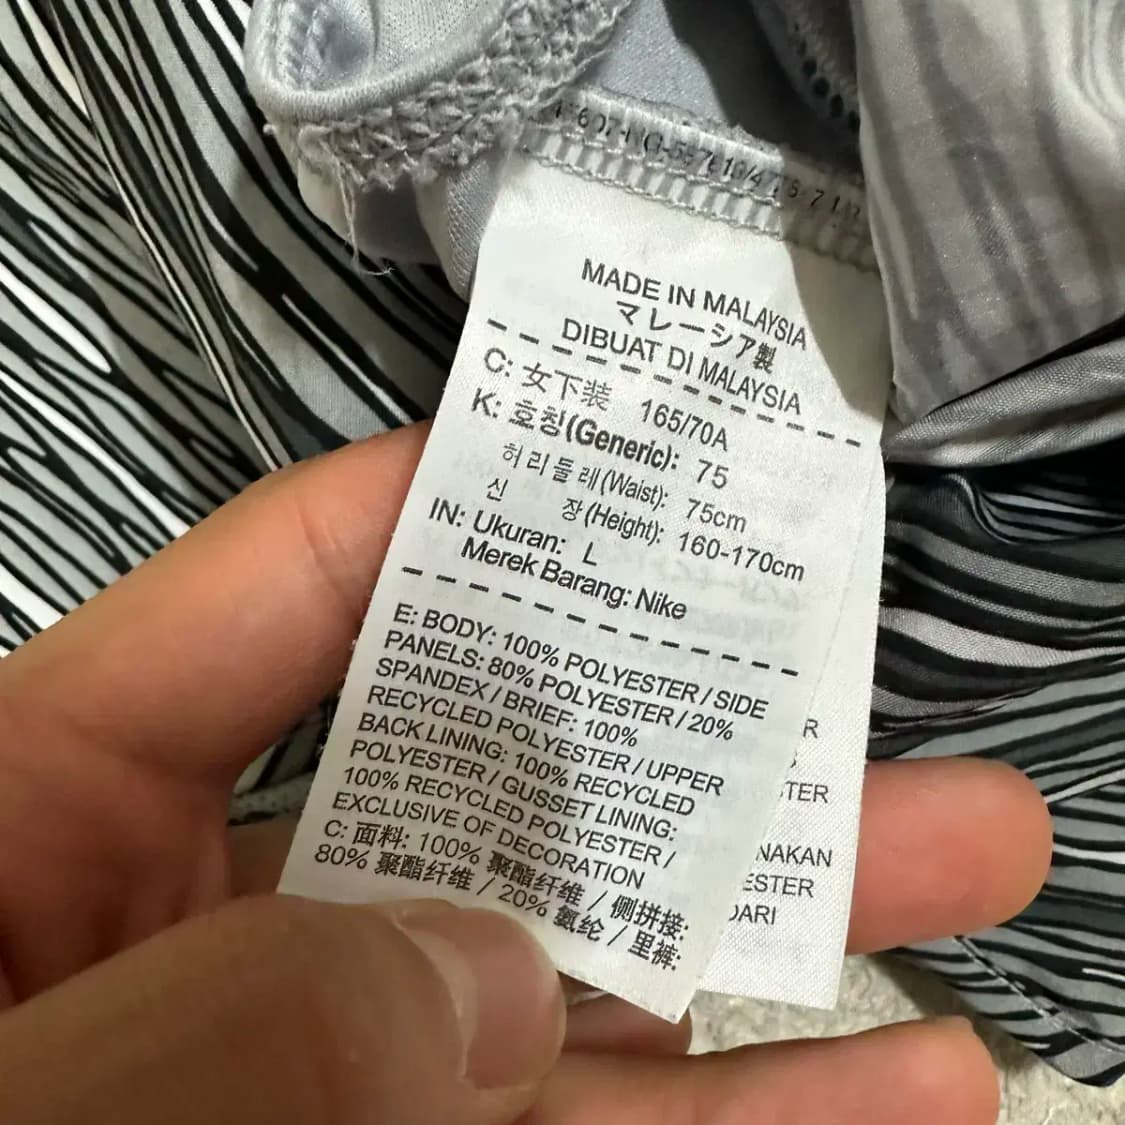 MADE IN MALAYSIA
マレーシア製
DIBUAT DI MALAYSIA
C: 女下装 165/70A
K: 호칭(Generic): 75
허리둘레(Waist): 75cm
신 장(Height): 160-170cm
IN: Ukuran: L
Merek Barang: Nike
E: BODY: 100% POLYESTER / SIDE
PANELS: 80% POLYESTER / 20%
SPANDEX / BRIEF: 100%
RECYCLED POLYESTER / UPPER
BACK LINING: 100% RECYCLED
POLYESTER / GUSSET LINING:
100% RECYCLED POLYESTER /
EXCLUSIVE OF DECORATION
C: 面料: 100% 聚酯纤维 / 侧拼接:
80% 聚酯纤维 / 20% 氨纶 / 里裤:
NAKAN
ESTER
DARI